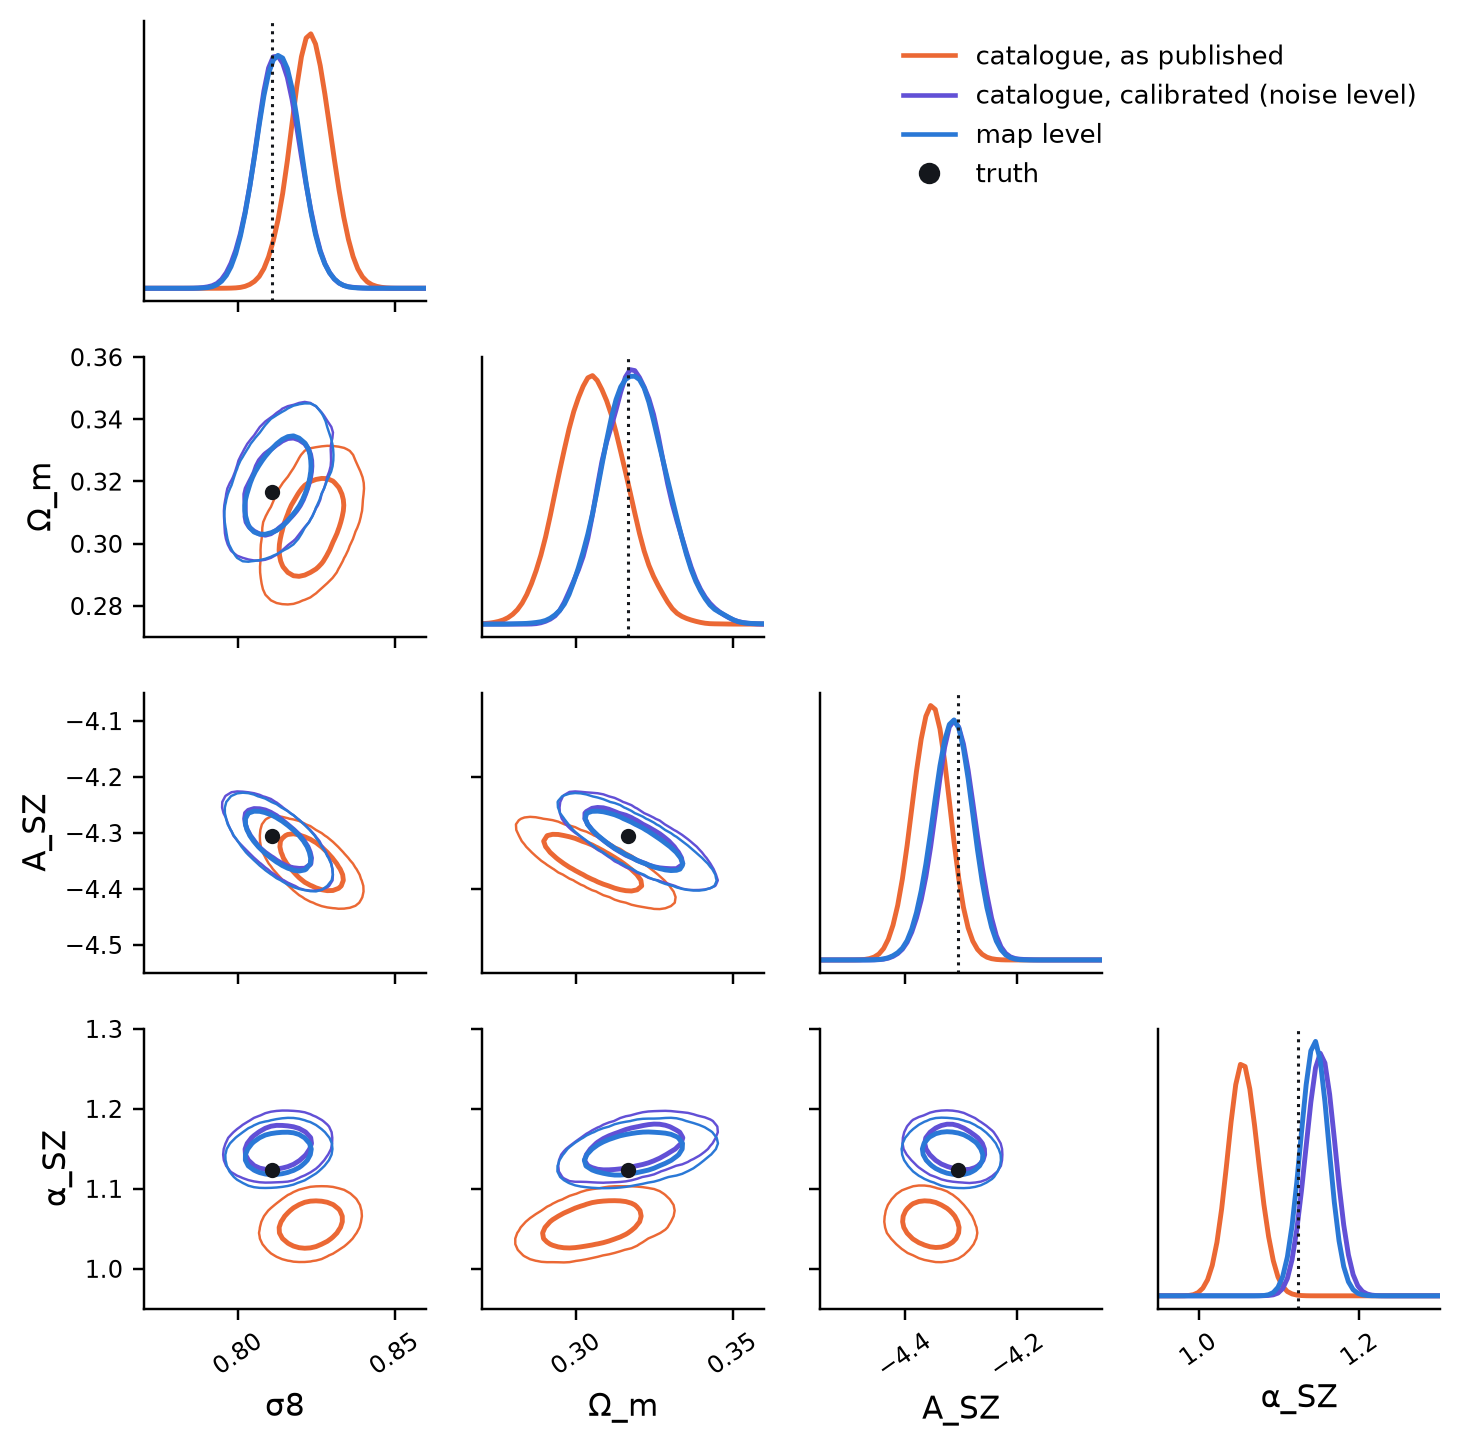 catalogue, as published
catalogue, calibrated (noise level)
map level
truth
0.36
0.34
0.32
0.30
0.28
Ω_m
−4.1
−4.2
−4.3
−4.4
−4.5
A_SZ
1.3
1.2
1.1
1.0
α_SZ
0.80 0.85 0.30 0.35 −4.4 −4.2 1.0 1.2
σ8 Ω_m A_SZ α_SZ